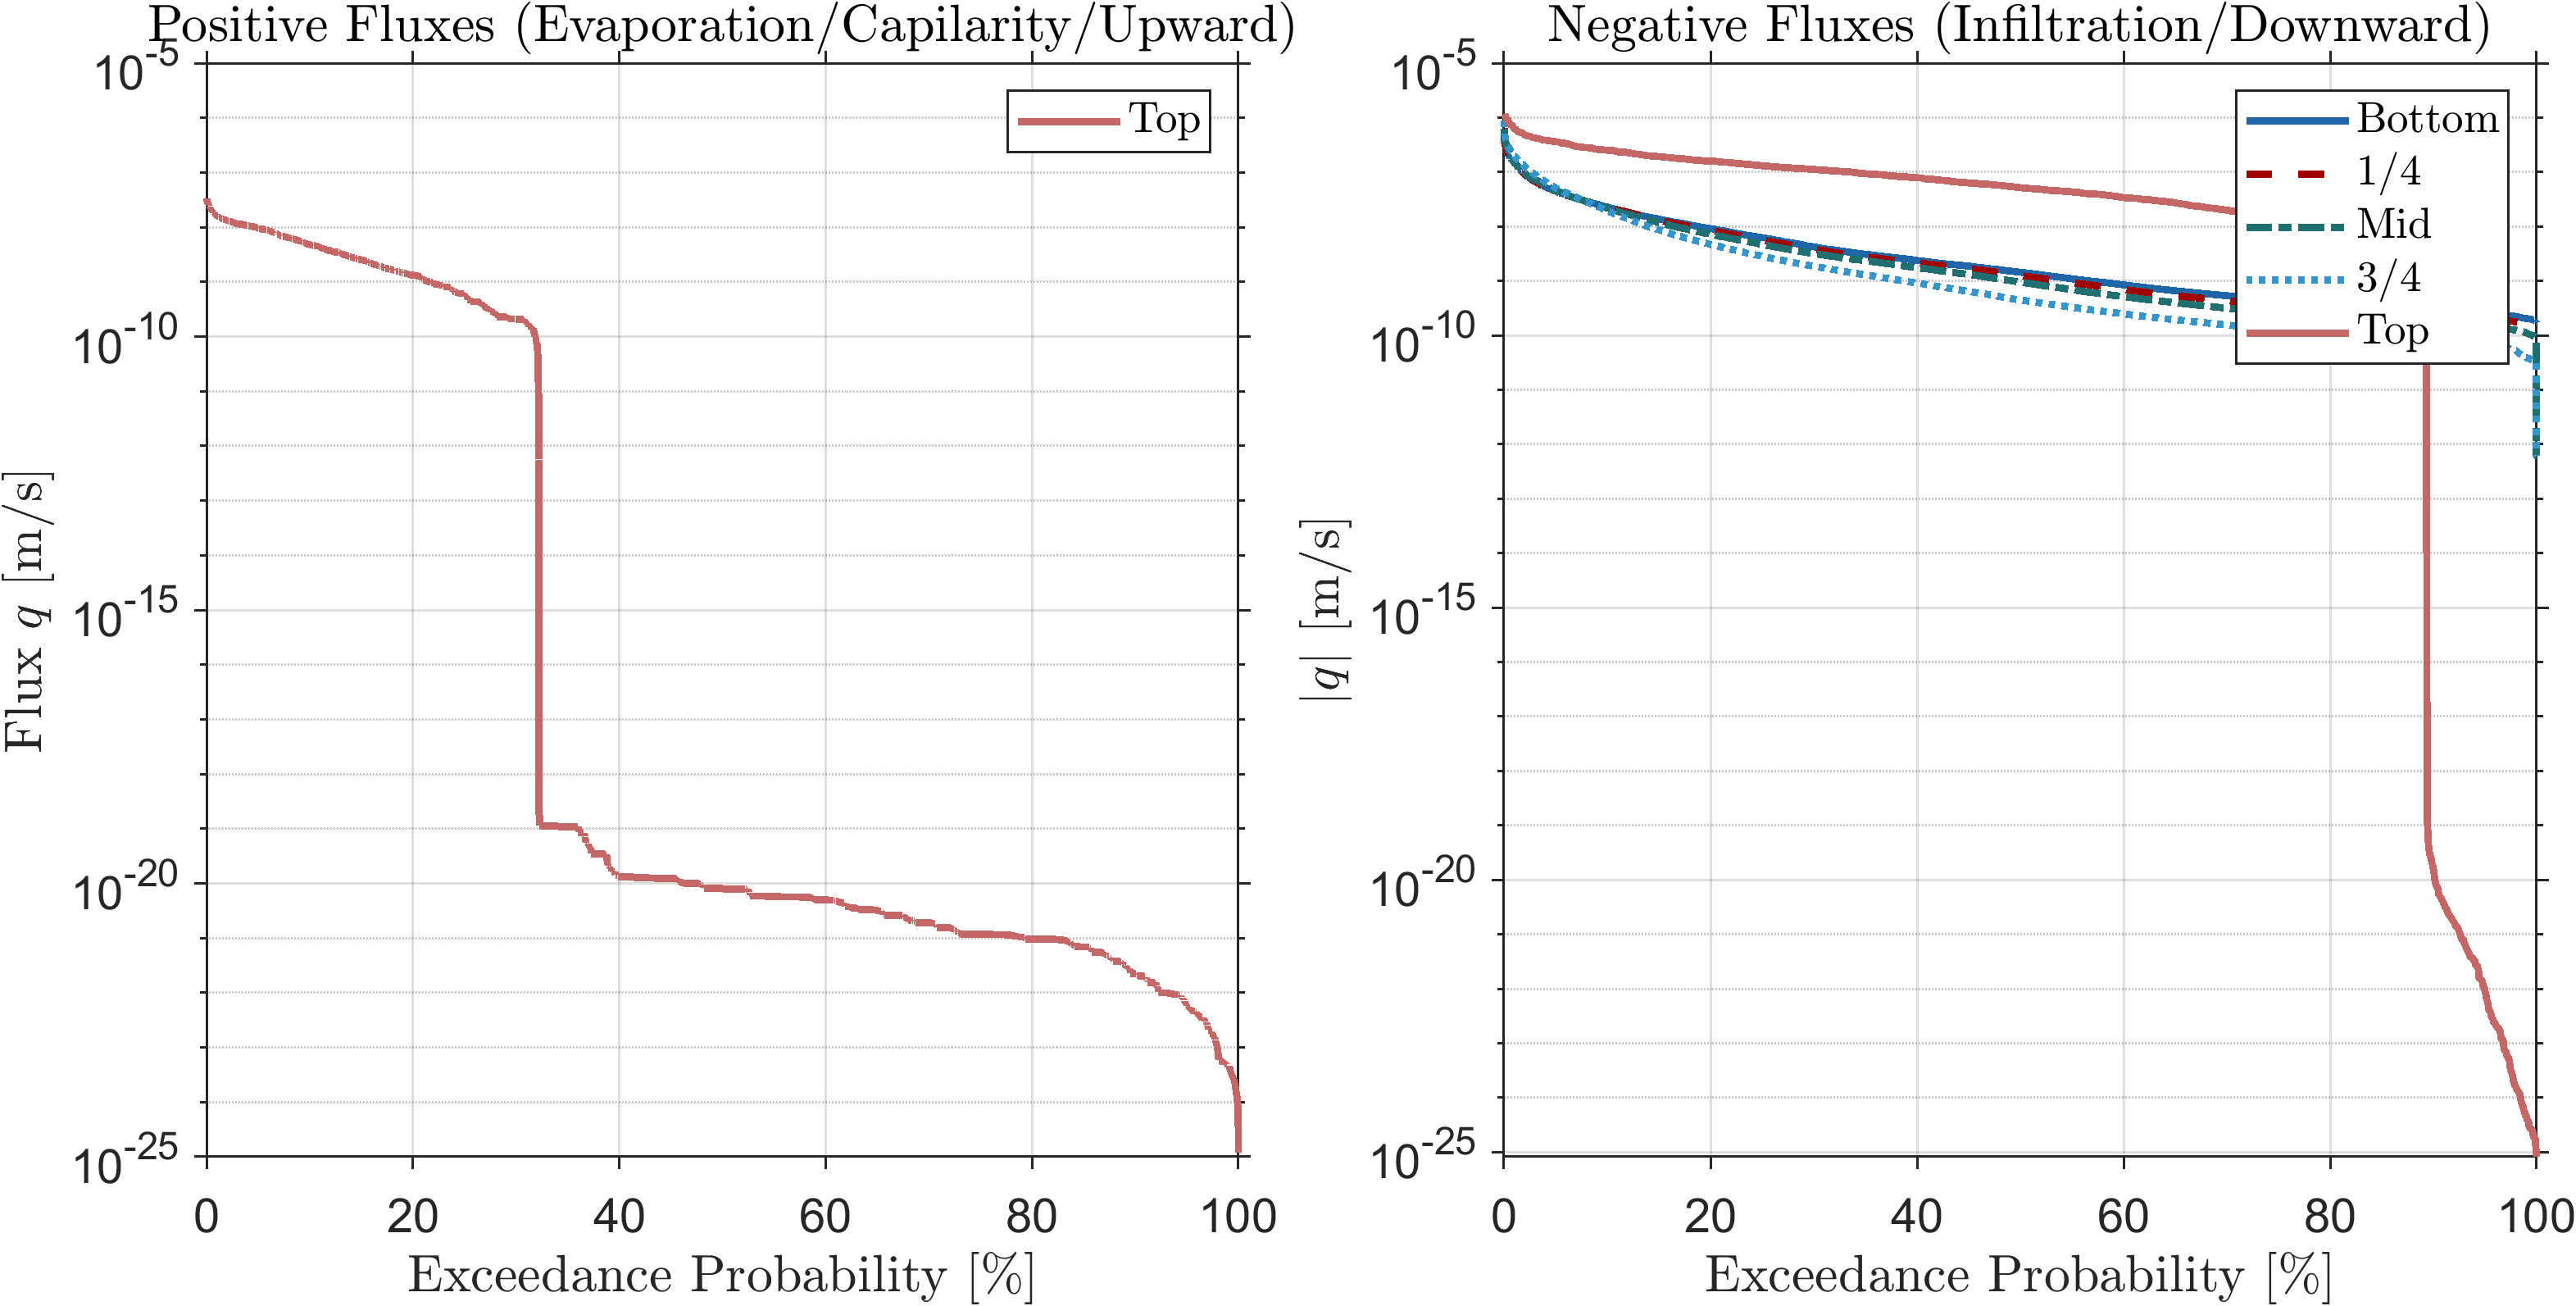 Positive Fluxes (Evaporation/Capilarity/Upward)
Flux q [m/s]
10-5
10-10
10-15
10-20
10-25
Top
0 20 40 60 80 100
Exceedance Probability [%]
Negative Fluxes (Infiltration/Downward)
|q| [m/s]
10-5
10-10
10-15
10-20
10-25
Bottom
1/4
Mid
3/4
Top
0 20 40 60 80 100
Exceedance Probability [%]